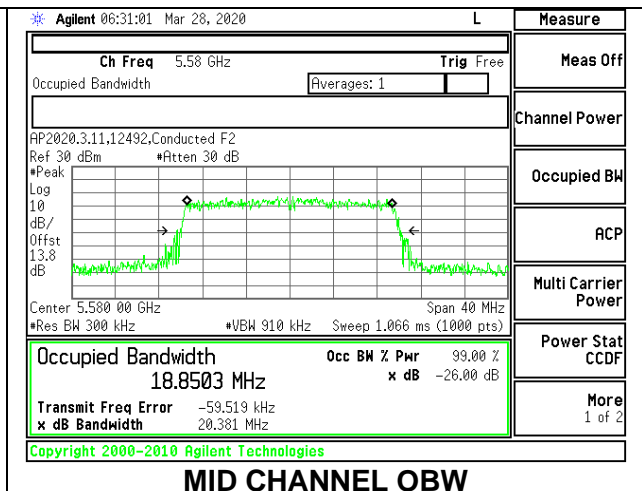 Agilent 06:31:01 Mar 28, 2020 L Measure
Ch Freq 5.58 GHz Trig Free
Occupied Bandwidth Averages: 1
Meas Off
Channel Power
AP2020.3.11,12492,Conducted F2
Ref 30 dBm #Atten 30 dB
#Peak
Log
10
dB/
Offst
13.8
dB
Occupied BW
ACP
Multi Carrier
Power
Center 5.580 00 GHz Span 40 MHz
#Res BW 300 kHz #VBW 910 kHz Sweep 1.066 ms (1000 pts)
Occupied Bandwidth Occ BW % Pwr 99.00 %
18.8503 MHz x dB -26.00 dB
Transmit Freq Error -59.519 kHz
x dB Bandwidth 20.381 MHz
Power Stat
CCDF
More
1 of 2
Copyright 2000-2010 Agilent Technologies
MID CHANNEL OBW